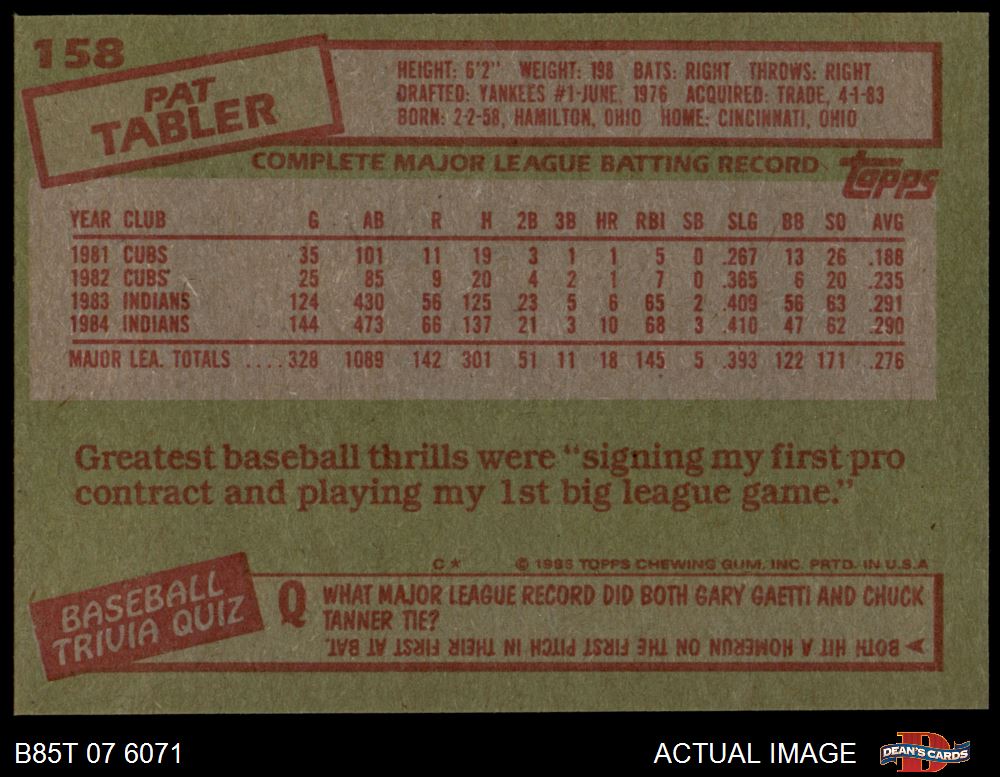 158
PAT
TABLER
HEIGHT: 6'2" WEIGHT: 198 BATS: RIGHT THROWS: RIGHT
DRAFTED: YANKEES #1-JUNE, 1976 ACQUIRED: TRADE, 4-1-83
BORN: 2-2-58, HAMILTON, OHIO HOME: CINCINNATI, OHIO
COMPLETE MAJOR LEAGUE BATTING RECORD
topps
YEAR CLUB G AB R H 2B 3B HR RBI SB SLG BB SO AVG
1981 CUBS 35 101 11 19 3 1 1 5 0 .267 13 26 .188
1982 CUBS 25 85 9 20 4 2 1 7 0 .365 6 20 .235
1983 INDIANS 124 430 56 125 23 5 6 65 2 .409 56 63 .291
1984 INDIANS 144 473 66 137 21 3 10 68 3 .410 47 62 .290
MAJOR LEA. TOTALS ....328 1089 142 301 51 11 18 145 5 .393 122 171 .276
Greatest baseball thrills were "signing my first pro
contract and playing my 1st big league game."
C* © 1985 TOPPS CHEWING GUM, INC. PRTD. IN U.S.A
BASEBALL
TRIVIA QUIZ
Q WHAT MAJOR LEAGUE RECORD DID BOTH GARY GAETTI AND CHUCK
TANNER TIE?
BOTH HIT A HOMERUN ON THE FIRST PITCH IN THEIR FIRST AT BAT.
B85T 07 6071
ACTUAL IMAGE
D
DEAN'S CARDS